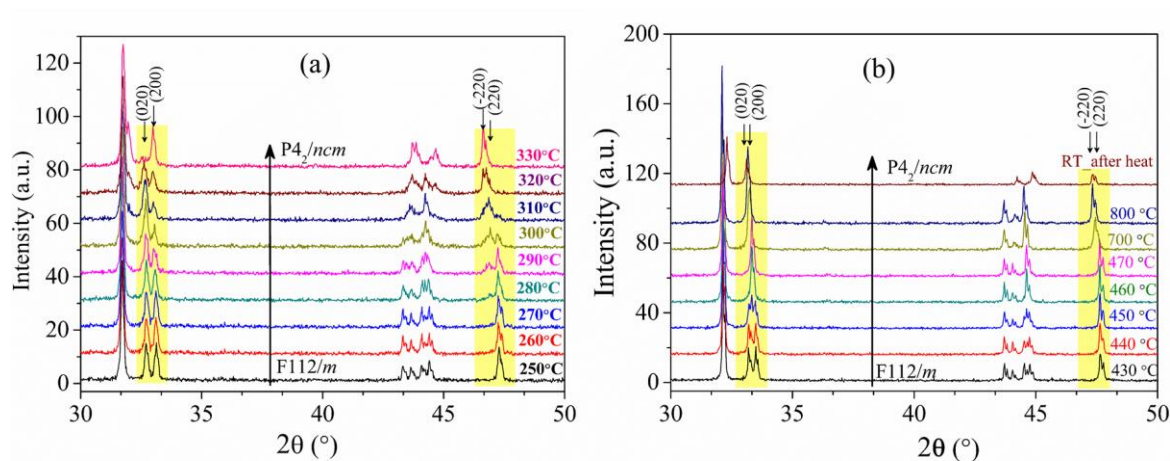 (a)
(020)
(200)
(-220)
(220)
P4₂/ncm
330°C
320°C
310°C
300°C
290°C
280°C
270°C
260°C
F112/m
250°C
Intensity (a.u.)
120
100
80
60
40
20
0
30
35
40
45
50
2θ (°)
(b)
(020)
(200)
(-220)
(220)
P4₂/ncm
RT_after heat
800 °C
700 °C
470 °C
460 °C
450 °C
440 °C
F112/m
430 °C
Intensity (a.u.)
200
160
120
80
40
0
30
35
40
45
50
2θ (°)